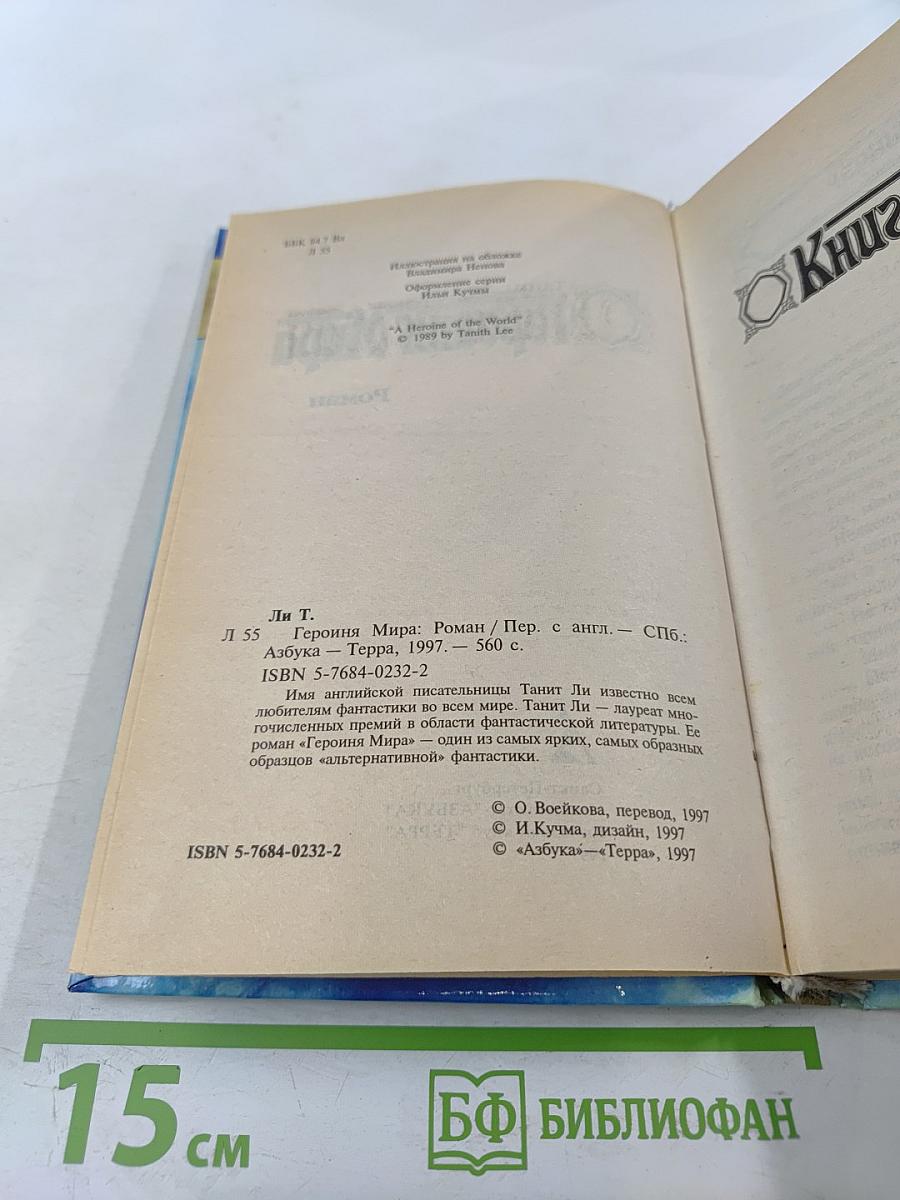 ББК 84.7 Вл
Л 55
Иллюстрация на обложке
Владимира Ненова
Оформление серии
Ильи Кучмы
"A Heroine of the World"
© 1989 by Tanith Lee
Роман
Ли Т.
Л 55 Героиня Мира: Роман / Пер. с англ. — СПб.:
Азбука — Терра, 1997. — 560 с.
ISBN 5-7684-0232-2
Имя английской писательницы Танит Ли известно всем
любителям фантастики во всем мире. Танит Ли — лауреат мно-
гочисленных премий в области фантастической литературы. Ее
роман «Героиня Мира» — один из самых ярких, самых образных
образцов «альтернативной» фантастики.
© О. Воейкова, перевод, 1997
© И.Кучма, дизайн, 1997
ISBN 5-7684-0232-2
© «Азбука»—«Терра», 1997
Книг
15 см
БФ БИБЛИОФАН